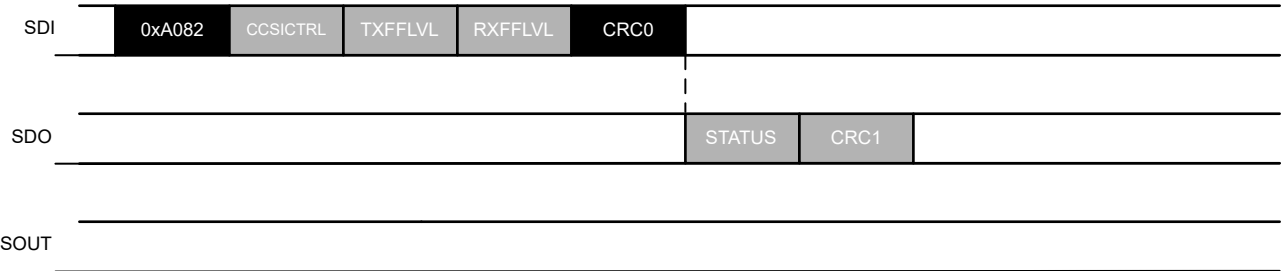 SDI 0xA082 CCSICTRL TXFFLVL RXFFLVL CRC0
SDO STATUS CRC1
SOUT